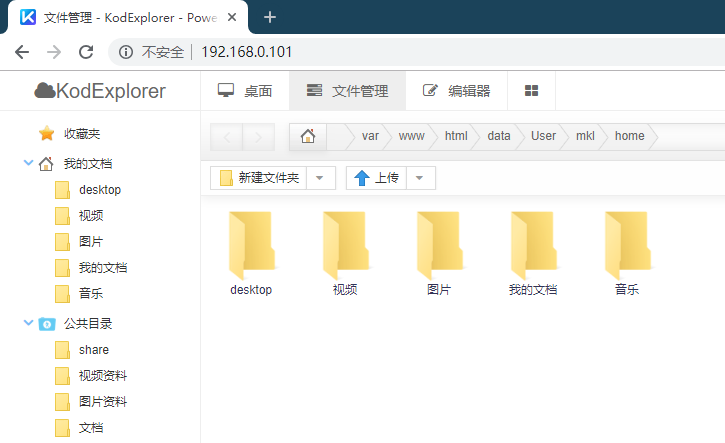 文件管理 - KodExplorer - Powe
不安全 192.168.0.101
KodExplorer 桌面 文件管理 编辑器
收藏夹
var www html data User mkl home
我的文档
新建文件夹 上传
desktop
视频
图片
我的文档
音乐
desktop 视频 图片 我的文档 音乐
公共目录
share
视频资料
图片资料
文档